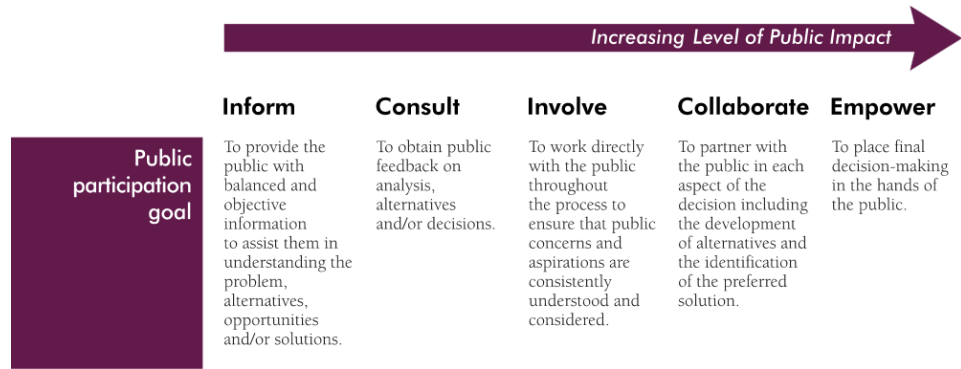 Increasing Level of Public Impact
Inform
Consult
Involve
Collaborate
Empower
Public
participation
goal
To provide the
public with
balanced and
objective
information
to assist them in
understanding the
problem,
alternatives,
opportunities
and/or solutions.
To obtain public
feedback on
analysis,
alternatives
and/or decisions.
To work directly
with the public
throughout
the process to
ensure that public
concerns and
aspirations are
consistently
understood and
considered.
To partner with
the public in each
aspect of the
decision including
the development
of alternatives and
the identification
of the preferred
solution.
To place final
decision-making
in the hands of
the public.